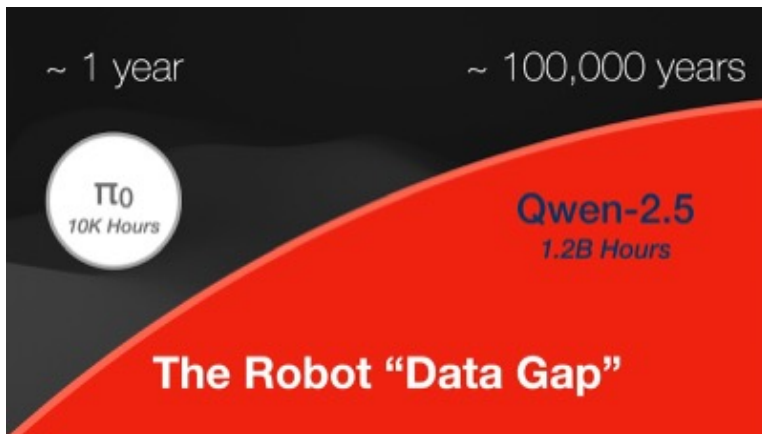 ~ 1 year
~ 100,000 years
π0
10K Hours
Qwen-2.5
1.2B Hours
The Robot “Data Gap”